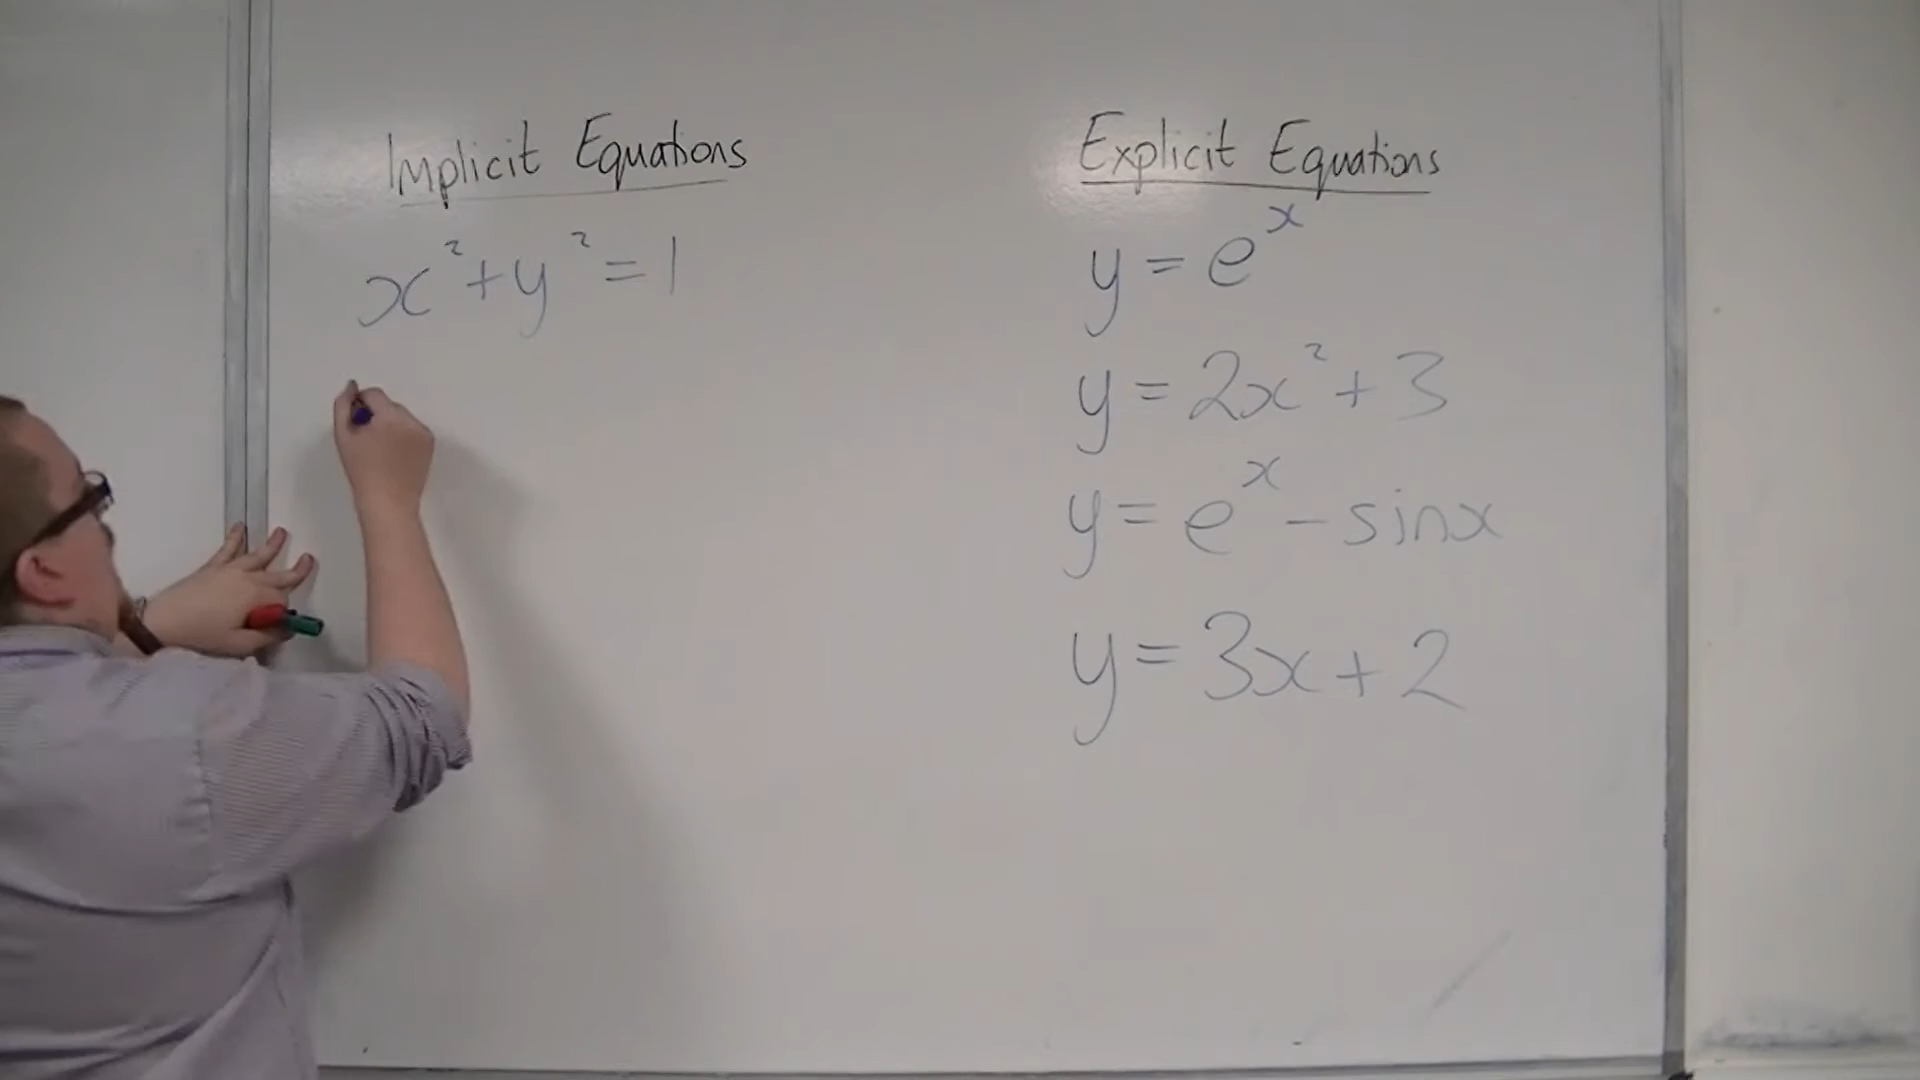 Implicit Equations
x² + y² = 1
Explicit Equations
y = eˣ
y = 2x² + 3
y = eˣ - sinx
y = 3x + 2